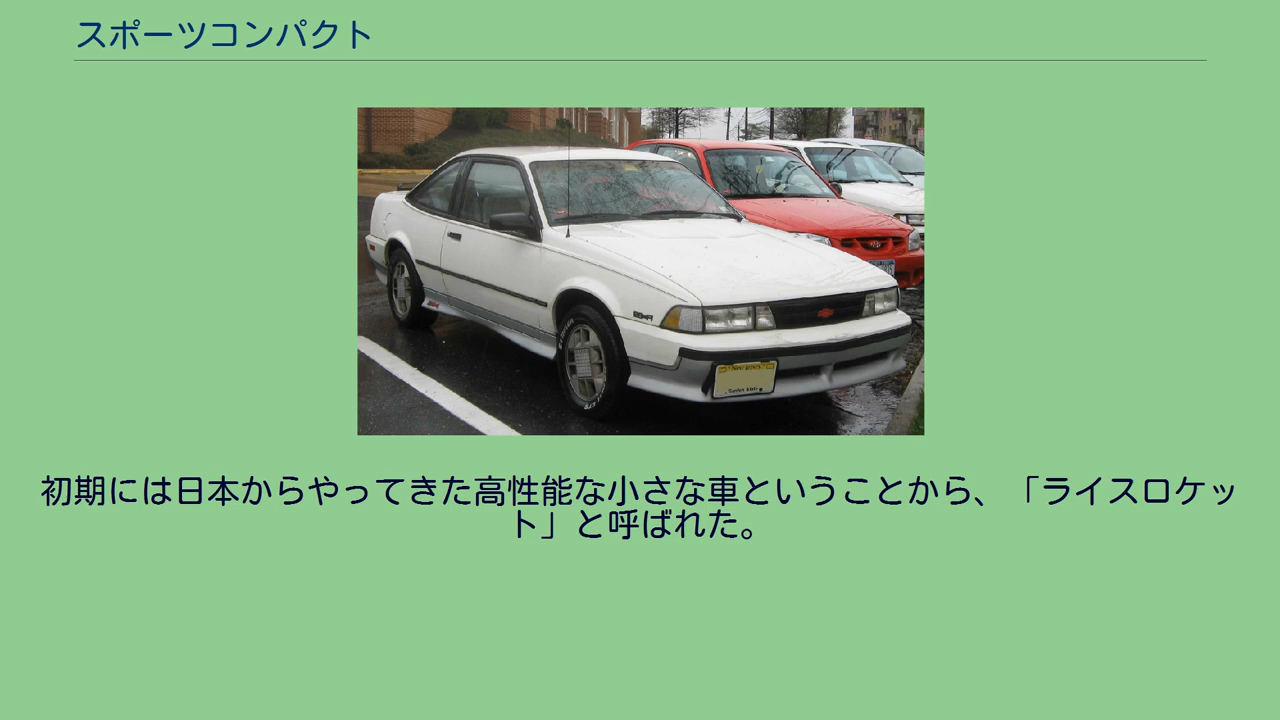 スポーツコンパクト
初期には日本からやってきた高性能な小さな車ということから、「ライスロケッ
ト」と呼ばれた。